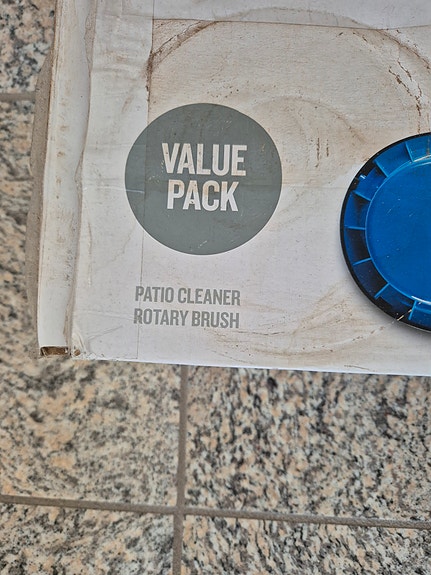 VALUE
PACK
PATIO CLEANER
ROTARY BRUSH